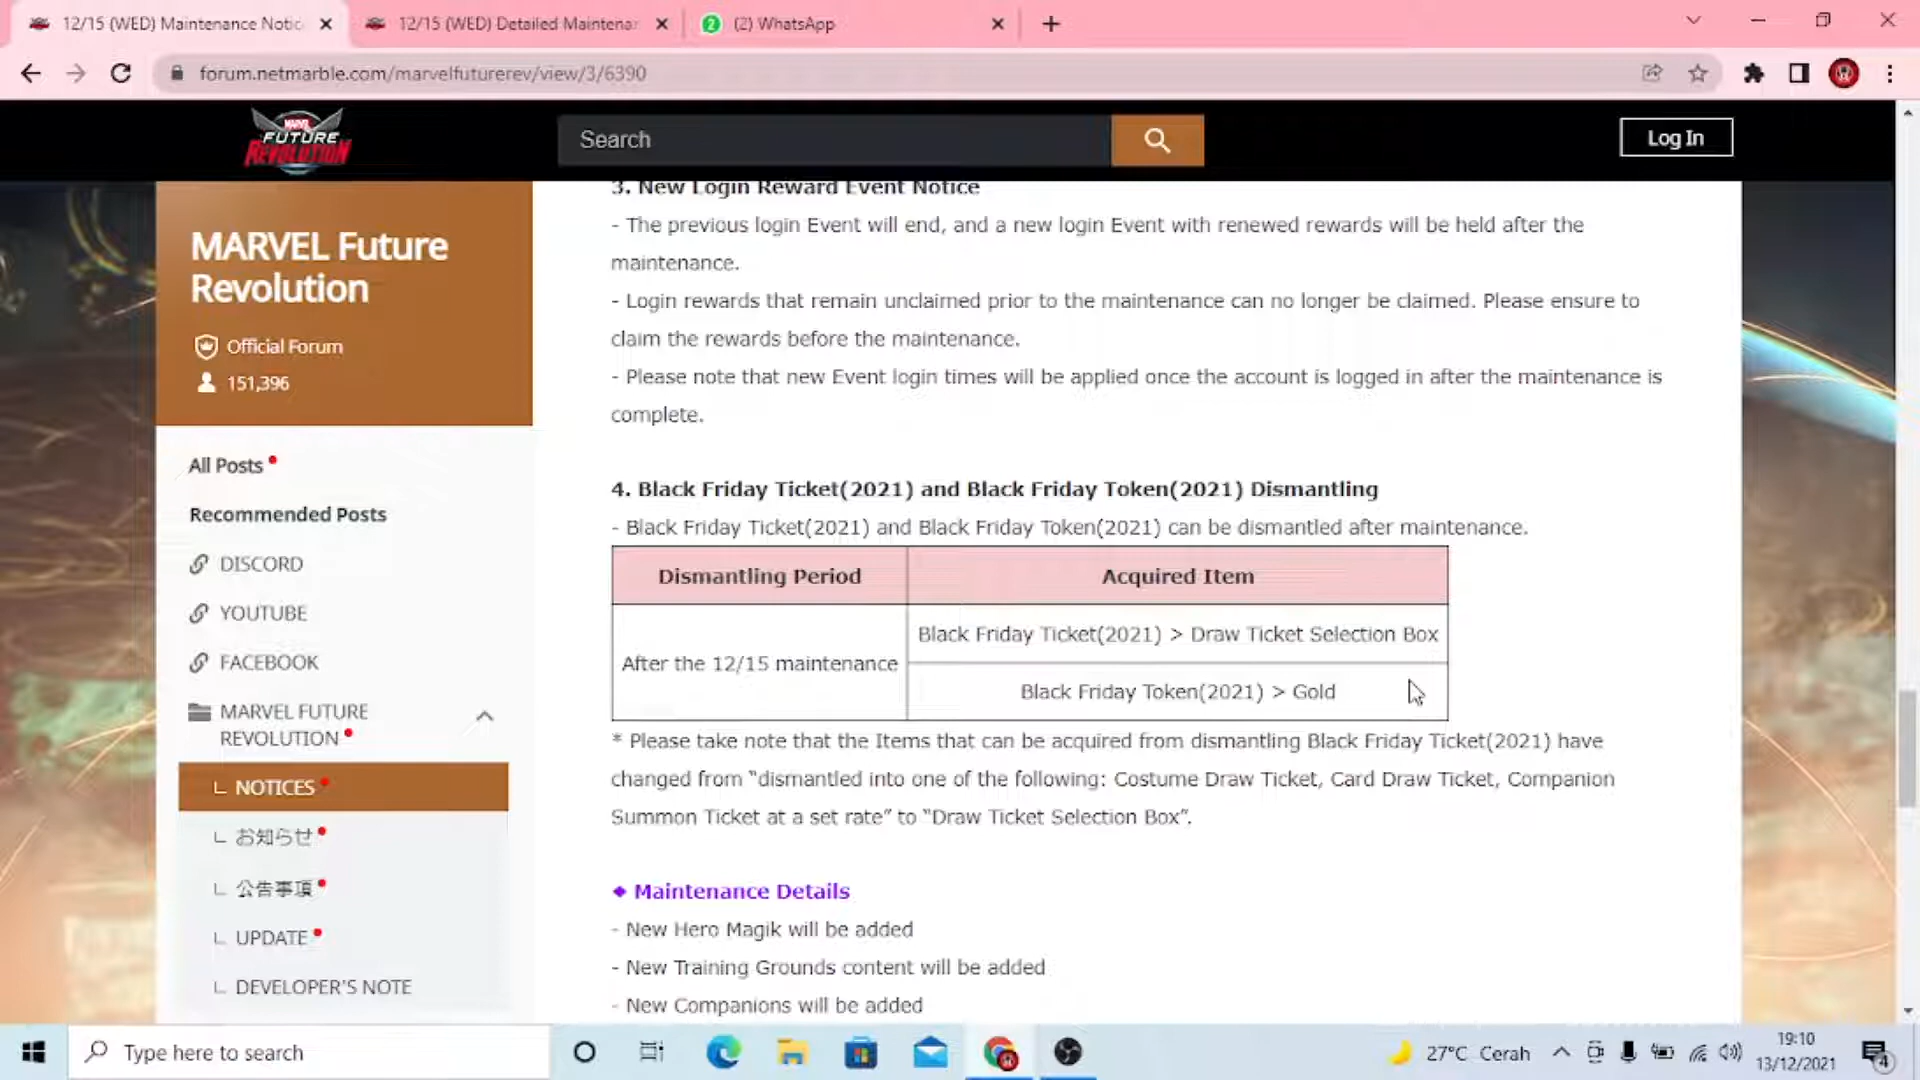 12/15 (WED) Maintenance Notic
12/15 (WED) Detailed Maintenan
2
(2) WhatsApp
forum.netmarble.com/marvelfuturerev/view/3/6390
MARVEL
FUTURE
REVOLUTION
Search
Log In
MARVEL Future
Revolution
Official Forum
151,396
All Posts
Recommended Posts
DISCORD
YOUTUBE
FACEBOOK
MARVEL FUTURE
REVOLUTION
NOTICES
お知らせ
公告事項
UPDATE
DEVELOPER'S NOTE
3. New Login Reward Event Notice
- The previous login Event will end, and a new login Event with renewed rewards will be held after the
maintenance.
- Login rewards that remain unclaimed prior to the maintenance can no longer be claimed. Please ensure to
claim the rewards before the maintenance.
- Please note that new Event login times will be applied once the account is logged in after the maintenance is
complete.
4. Black Friday Ticket(2021) and Black Friday Token(2021) Dismantling
- Black Friday Ticket(2021) and Black Friday Token(2021) can be dismantled after maintenance.
Dismantling Period
Acquired Item
After the 12/15 maintenance
Black Friday Ticket(2021) > Draw Ticket Selection Box
Black Friday Token(2021) > Gold
* Please take note that the Items that can be acquired from dismantling Black Friday Ticket(2021) have
changed from “dismantled into one of the following: Costume Draw Ticket, Card Draw Ticket, Companion
Summon Ticket at a set rate” to “Draw Ticket Selection Box”.
◆ Maintenance Details
- New Hero Magik will be added
- New Training Grounds content will be added
- New Companions will be added
Type here to search
27°C Cerah
19:10
13/12/2021
4